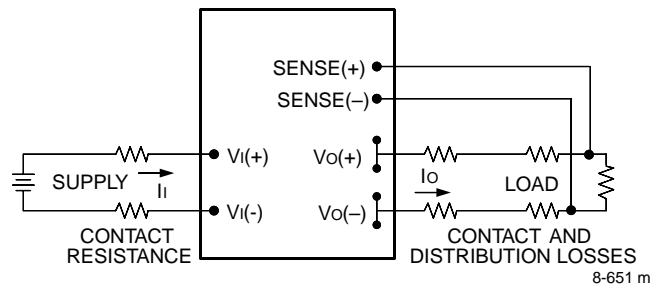 SENSE(+)
SENSE(–)
VI(+)
VO(+)
SUPPLY
II
IO
LOAD
VI(-)
VO(–)
CONTACT
RESISTANCE
CONTACT AND
DISTRIBUTION LOSSES
8-651 m